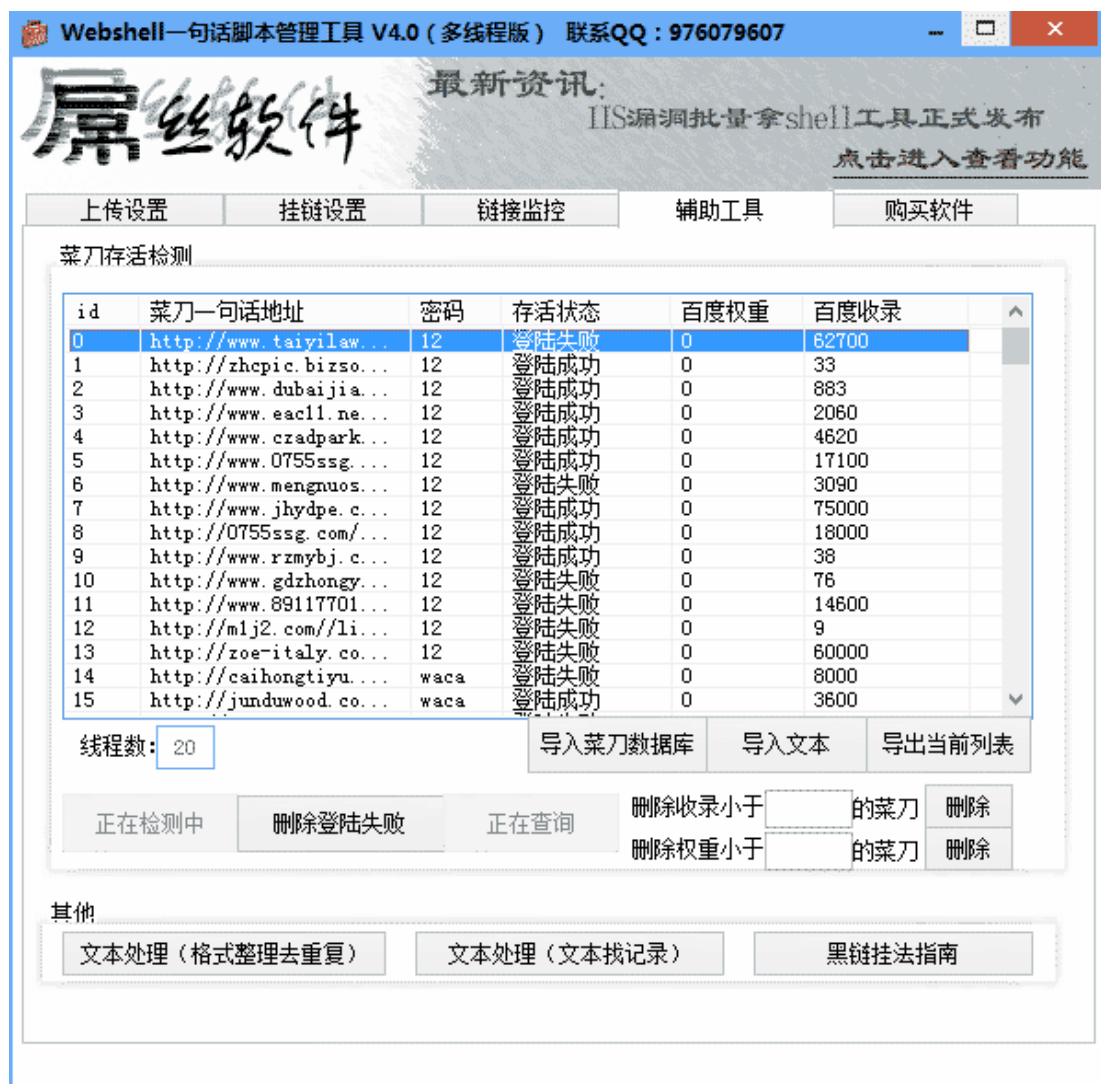 Webshell一句话脚本管理工具 V4.0（多线程版） 联系QQ：976079607
屌丝软件
最新资讯:
IIS漏洞批量拿shell工具正式发布
点击进入查看功能
上传设置 挂链设置 链接监控 辅助工具 购买软件
菜刀存活检测
id 菜刀一句话地址 密码 存活状态 百度权重 百度收录
0 http://www.taiyilaw... 12 登陆失败 0 62700
1 http://zhcpic.bizso... 12 登陆成功 0 33
2 http://www.dubaijia... 12 登陆成功 0 883
3 http://www.eacll.ne... 12 登陆成功 0 2060
4 http://www.czadpark... 12 登陆成功 0 4620
5 http://www.0755ssg.... 12 登陆成功 0 17100
6 http://www.mengnuos... 12 登陆失败 0 3090
7 http://www.jhydpe.c... 12 登陆成功 0 75000
8 http://0755ssg.com/... 12 登陆成功 0 18000
9 http://www.rzmybj.c... 12 登陆成功 0 38
10 http://www.gdzhongy... 12 登陆失败 0 76
11 http://www.89117701... 12 登陆失败 0 14600
12 http://m1j2.com//li... 12 登陆失败 0 9
13 http://zoe-italy.co... 12 登陆失败 0 60000
14 http://caihongtiyu.... waca 登陆失败 0 8000
15 http://junduwood.co... waca 登陆成功 0 3600
线程数: 20 导入菜刀数据库 导入文本 导出当前列表
正在检测中 删除登陆失败 正在查询 删除收录小于 的菜刀 删除
删除权重小于 的菜刀 删除
其他
文本处理（格式整理去重复） 文本处理（文本找记录） 黑链挂法指南